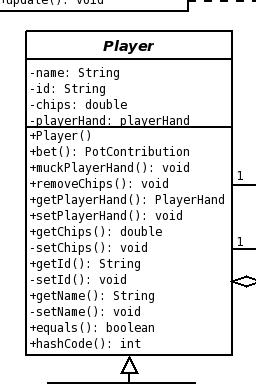 update(): void
Player
-name: String
-id: String
-chips: double
-playerHand: playerHand
+Player()
+bet(): PotContribution
+muckPlayerHand(): void
+removeChips(): void
1
+getPlayerHand(): PlayerHand
+setPlayerHand(): void
+getChips(): double
-setChips(): void
1
+getId(): String
-setId(): void
+getName(): String
-setName(): void
+equals(): boolean
+hashCode(): int